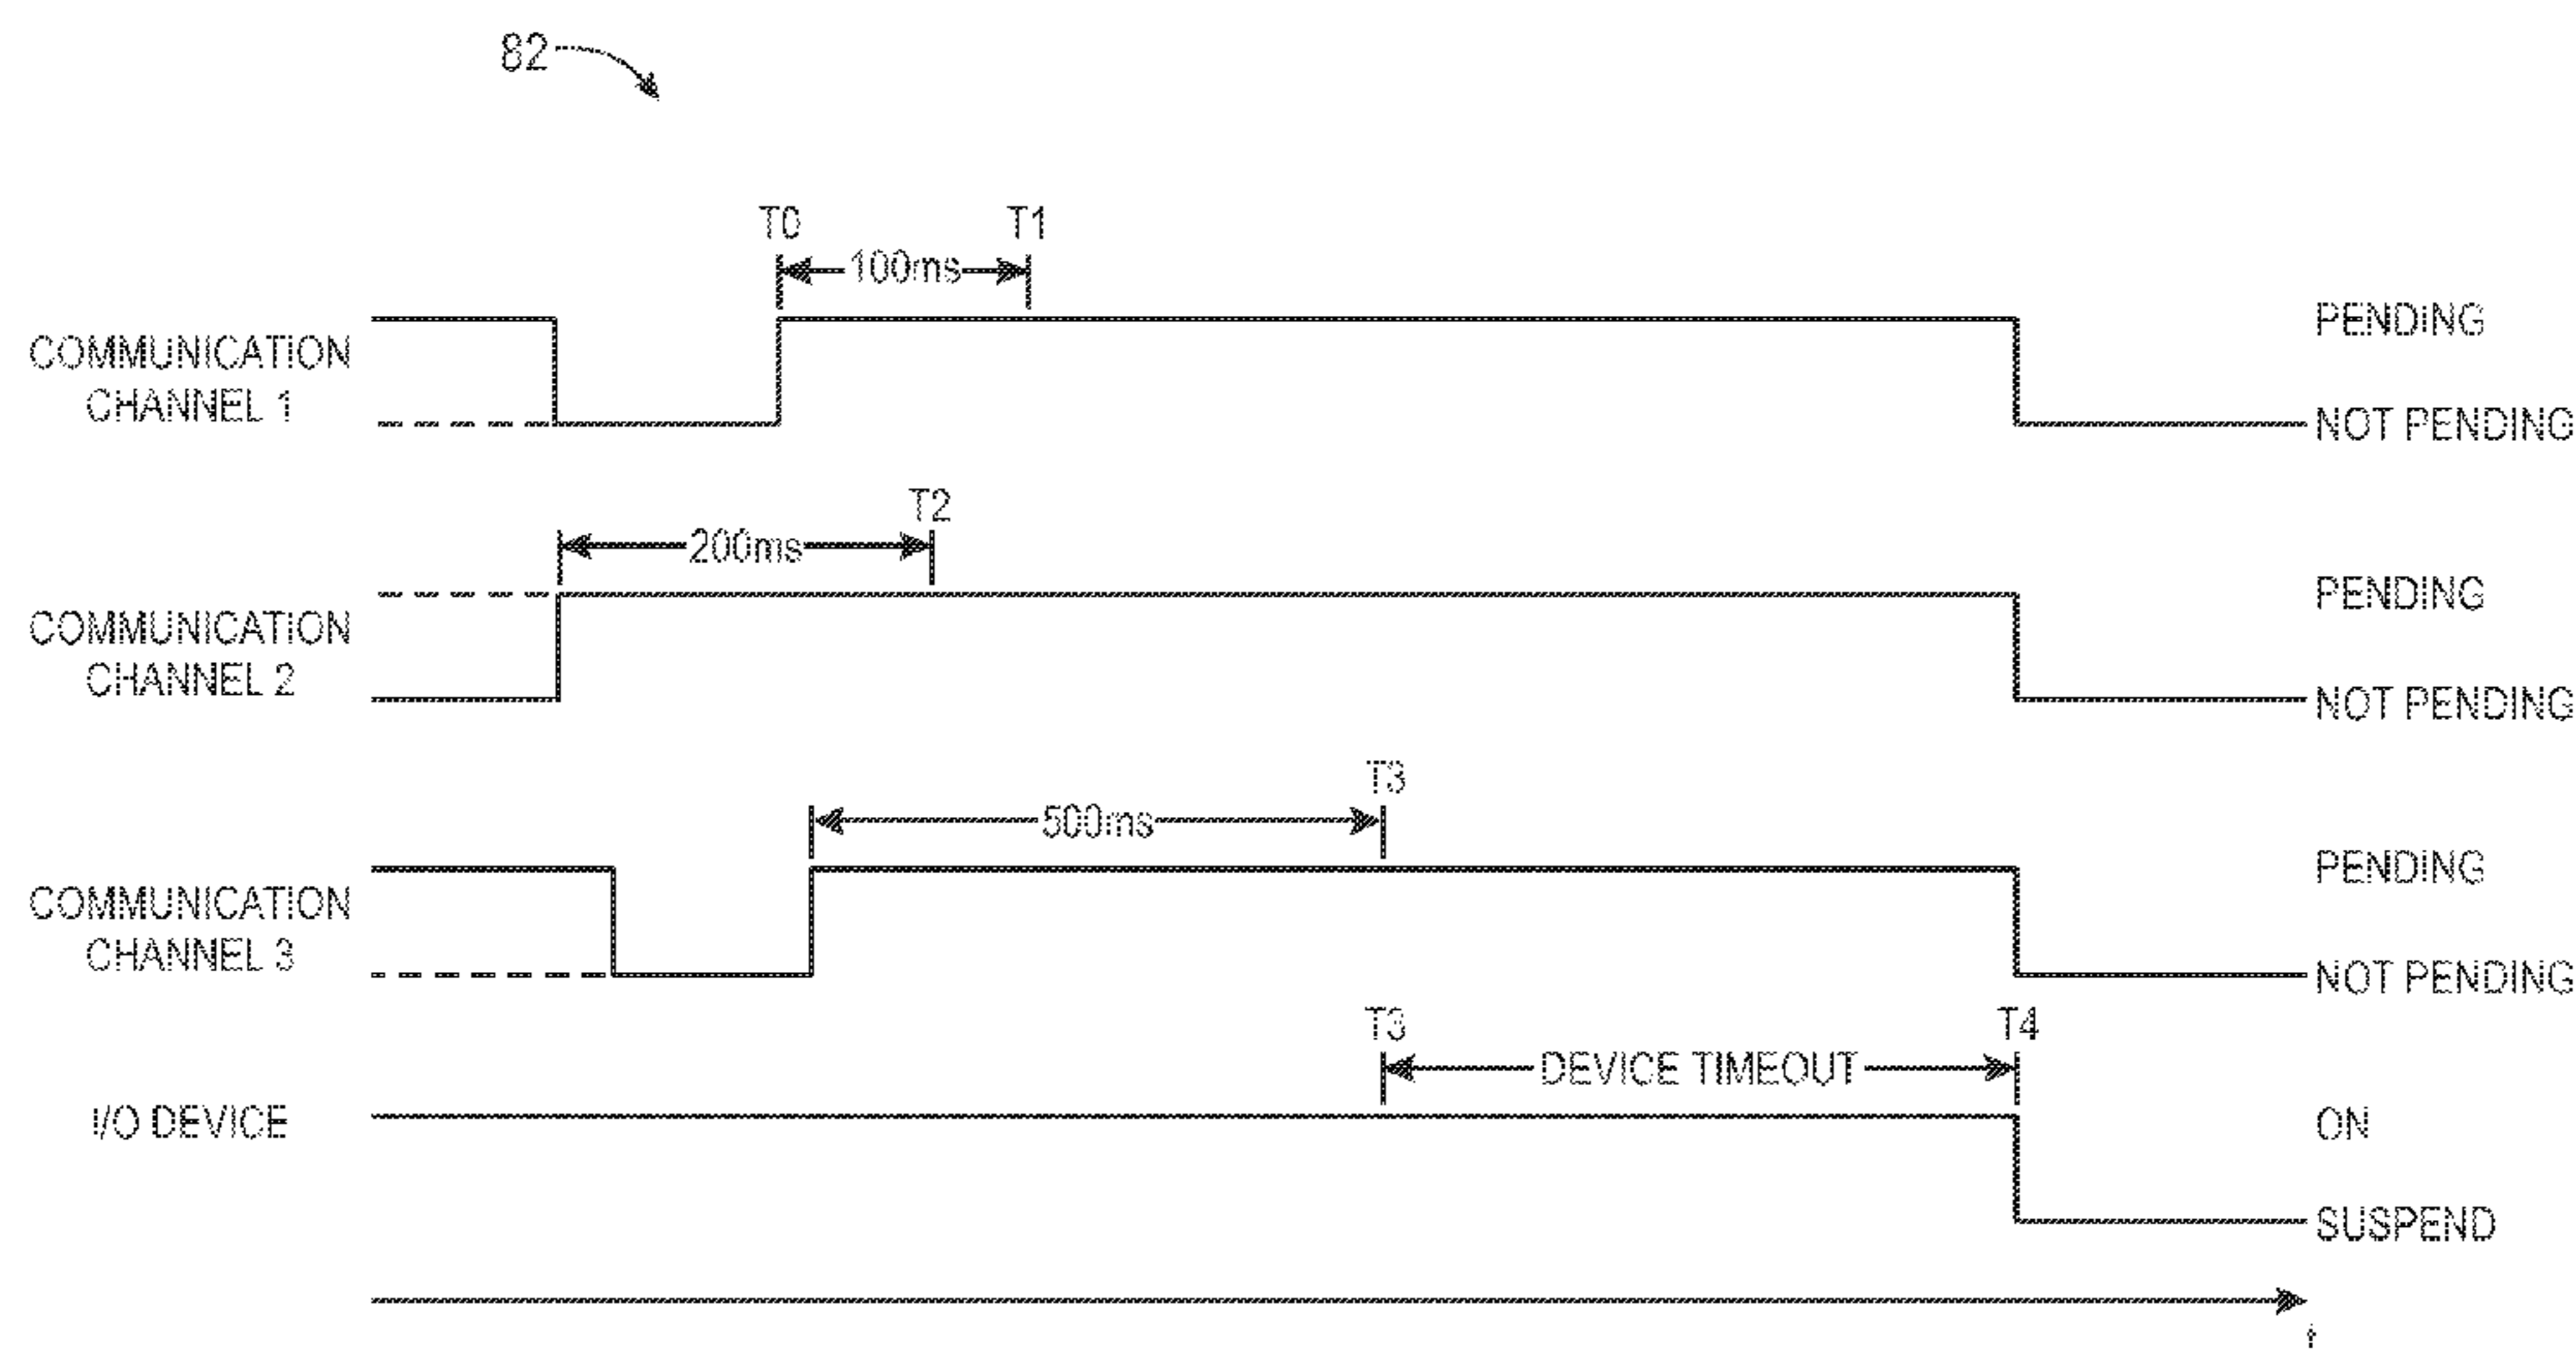 82
T0 T1
100ms
PENDING
COMMUNICATION
CHANNEL 1
NOT PENDING
T2
200ms
PENDING
COMMUNICATION
CHANNEL 2
NOT PENDING
T3
500ms
PENDING
COMMUNICATION
CHANNEL 3
NOT PENDING
T3 T4
DEVICE TIMEOUT
I/O DEVICE
ON
SUSPEND
t